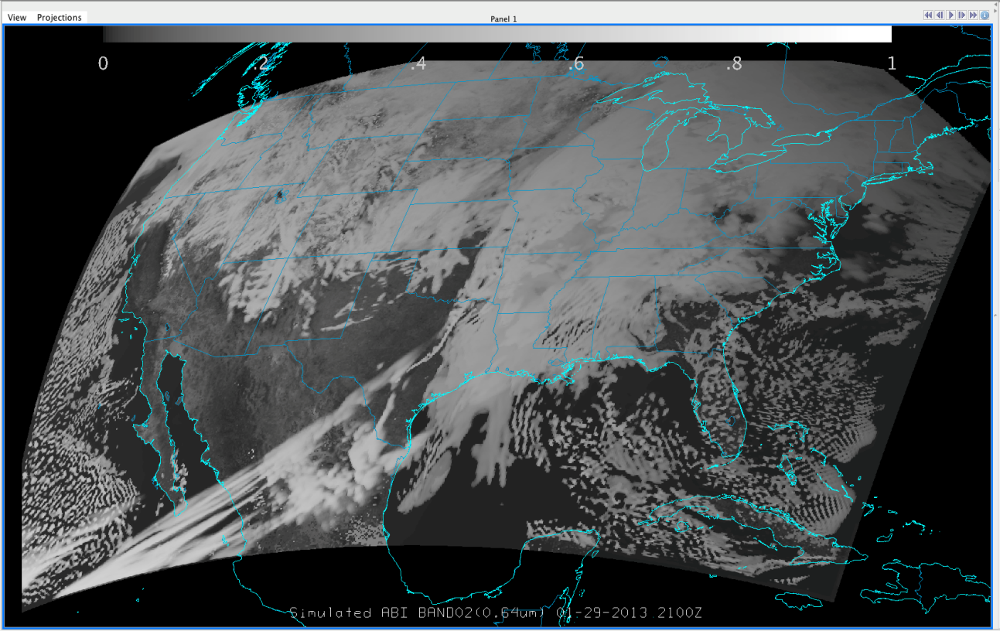 View Projections
Panel 1
0 .2 .4 .6 .8 1
Simulated ABI BAND02(0.64um) 01-29-2013 2100Z